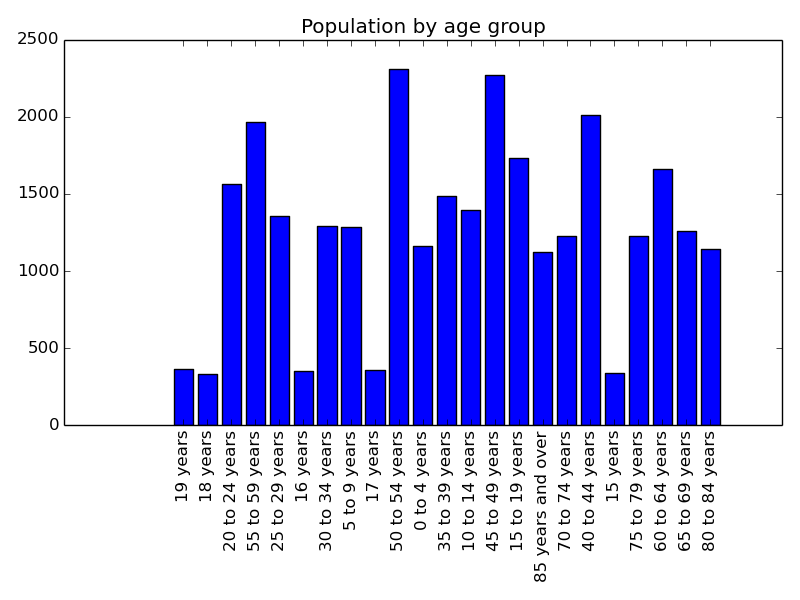 Population by age group
2500
2000
1500
1000
500
0
19 years
18 years
20 to 24 years
55 to 59 years
25 to 29 years
16 years
30 to 34 years
5 to 9 years
17 years
50 to 54 years
0 to 4 years
35 to 39 years
10 to 14 years
45 to 49 years
15 to 19 years
85 years and over
70 to 74 years
40 to 44 years
15 years
75 to 79 years
60 to 64 years
65 to 69 years
80 to 84 years